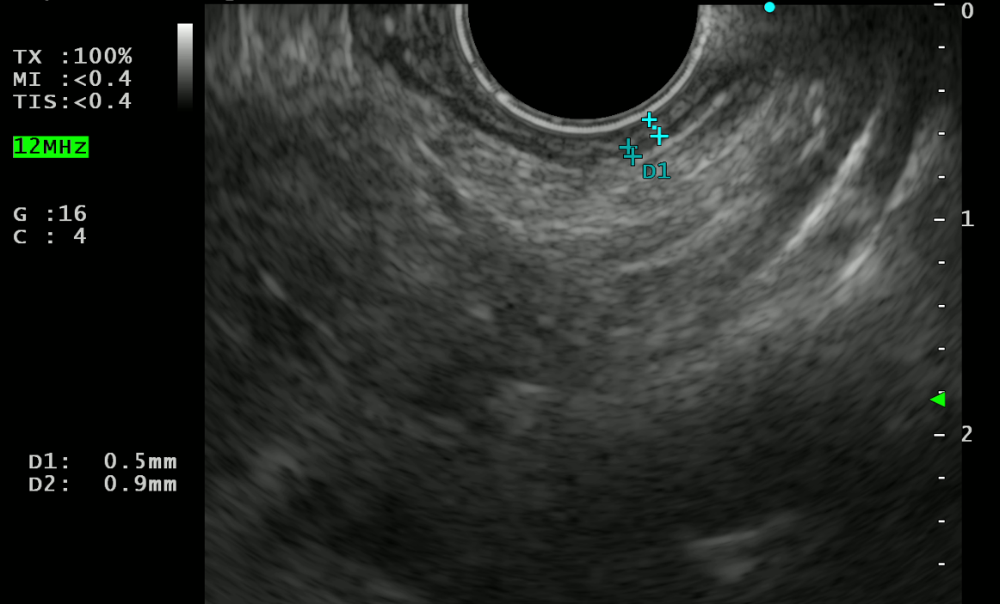 TX :100%
MI :<0.4
TIS:<0.4
12MHz
G :16
C : 4
D1: 0.5mm
D2: 0.9mm
D1
0
1
2